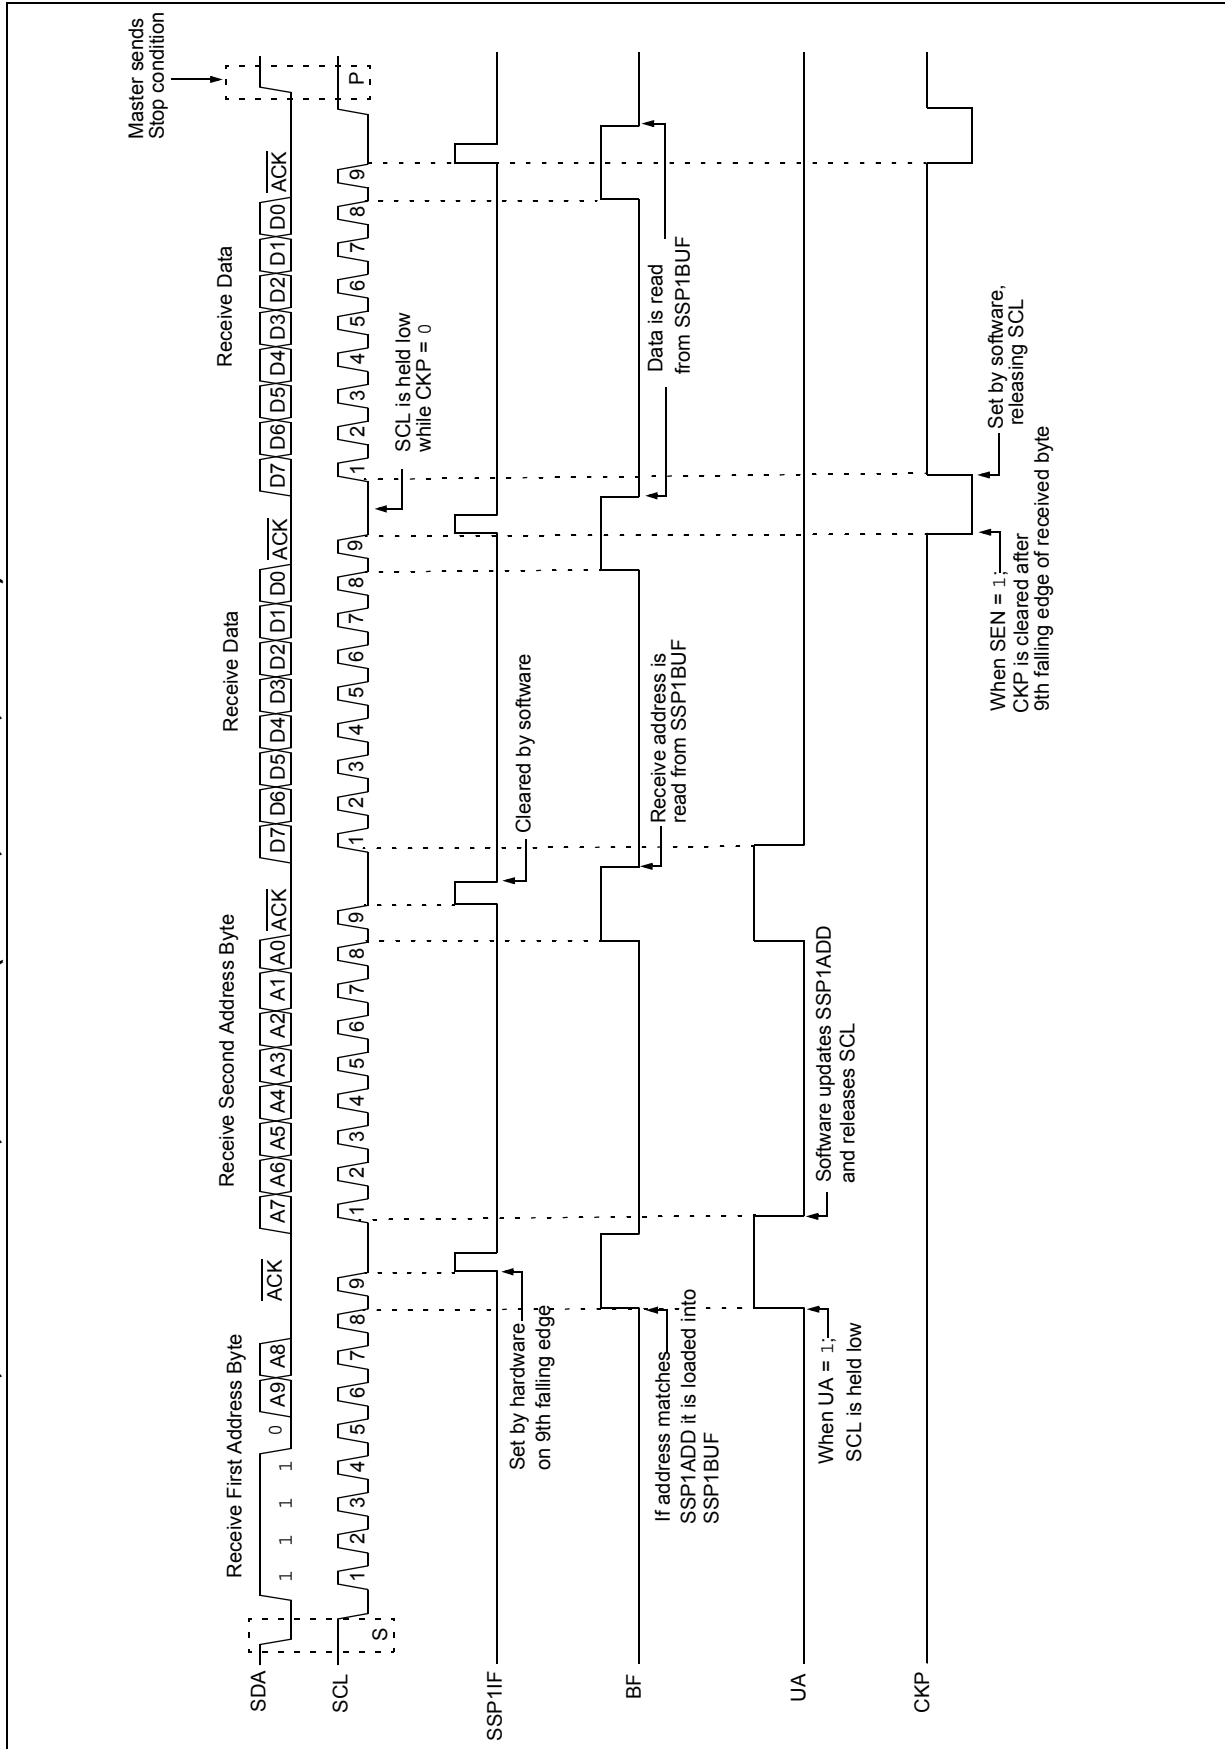 Master sends
Stop condition
Receive First Address Byte
Receive Second Address Byte
Receive Data
Receive Data
SDA
1 1 1 1 0 A9 A8 ACK
A7 A6 A5 A4 A3 A2 A1 A0 ACK
D7 D6 D5 D4 D3 D2 D1 D0 ACK
D7 D6 D5 D4 D3 D2 D1 D0 ACK
SCL
S
1 2 3 4 5 6 7 8 9
1 2 3 4 5 6 7 8 9
1 2 3 4 5 6 7 8 9
1 2 3 4 5 6 7 8 9
P
SCL is held low
while CKP = 0
SSP1IF
Set by hardware
on 9th falling edge
Cleared by software
BF
If address matches
SSP1ADD it is loaded into
SSP1BUF
Receive address is
read from SSP1BUF
Data is read
from SSP1BUF
UA
When UA = 1;
SCL is held low
Software updates SSP1ADD
and releases SCL
CKP
When SEN = 1;
CKP is cleared after
9th falling edge of received byte
Set by software,
releasing SCL